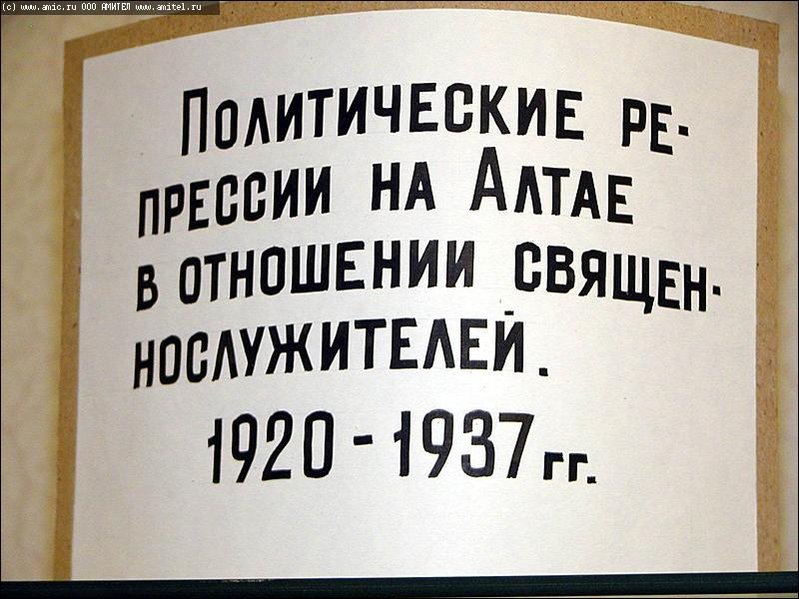 (c) www.amic.ru ООО АМИТЕЛ www.amitel.ru
Политические ре-
прессии на Алтае
в отношении священ-
нослужителей.
1920 - 1937 гг.